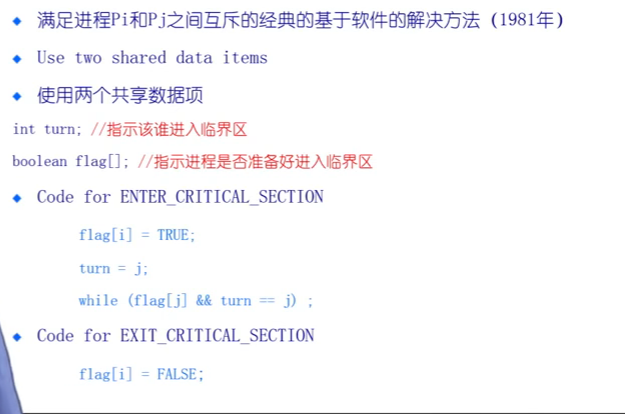 满足进程Pi和Pj之间互斥的经典的基于软件的解决方法 (1981年)
Use two shared data items
使用两个共享数据项
int turn; //指示该谁进入临界区
boolean flag[]; //指示进程是否准备好进入临界区
Code for ENTER_CRITICAL_SECTION
flag[i] = TRUE;
turn = j;
while (flag[j] && turn == j) ;
Code for EXIT_CRITICAL_SECTION
flag[i] = FALSE;